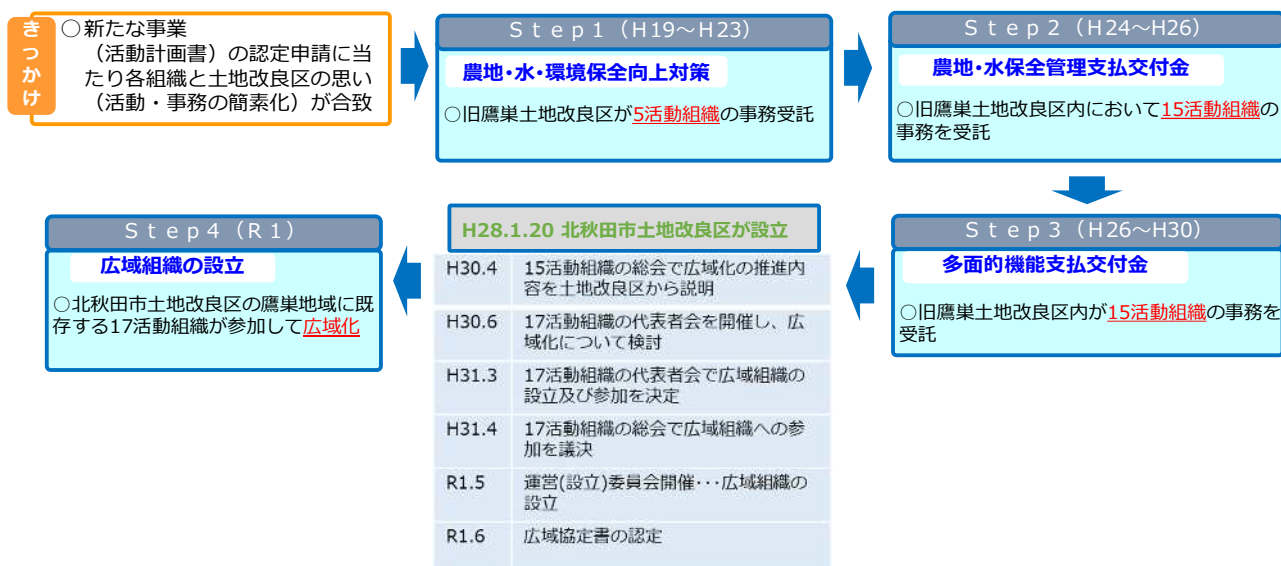 きっかけ
○新たな事業
（活動計画書）の認定申請に当
たり各組織と土地改良区の思い
（活動・事務の簡素化）が合致
Ｓｔｅｐ１（H19～H23）
農地・水・環境保全向上対策
○旧鷹巣土地改良区が5活動組織の事務受託
Ｓｔｅｐ２（H24～H26）
農地・水保全管理支払交付金
○旧鷹巣土地改良区内において15活動組織の
事務を受託
Ｓｔｅｐ３（H26～H30）
多面的機能支払交付金
○旧鷹巣土地改良区内が15活動組織の事務を
受託
H28.1.20 北秋田市土地改良区が設立
H30.4 15活動組織の総会で広域化の推進内
容を土地改良区から説明
H30.6 17活動組織の代表者会を開催し、広
域化について検討
H31.3 17活動組織の代表者会で広域組織の
設立及び参加を決定
H31.4 17活動組織の総会で広域組織への参
加を議決
R1.5 運営(設立)委員会開催･･･広域組織の
設立
R1.6 広域協定書の認定
Ｓｔｅｐ４（Ｒ１）
広域組織の設立
○北秋田市土地改良区の鷹巣地域に既
存する17活動組織が参加して広域化